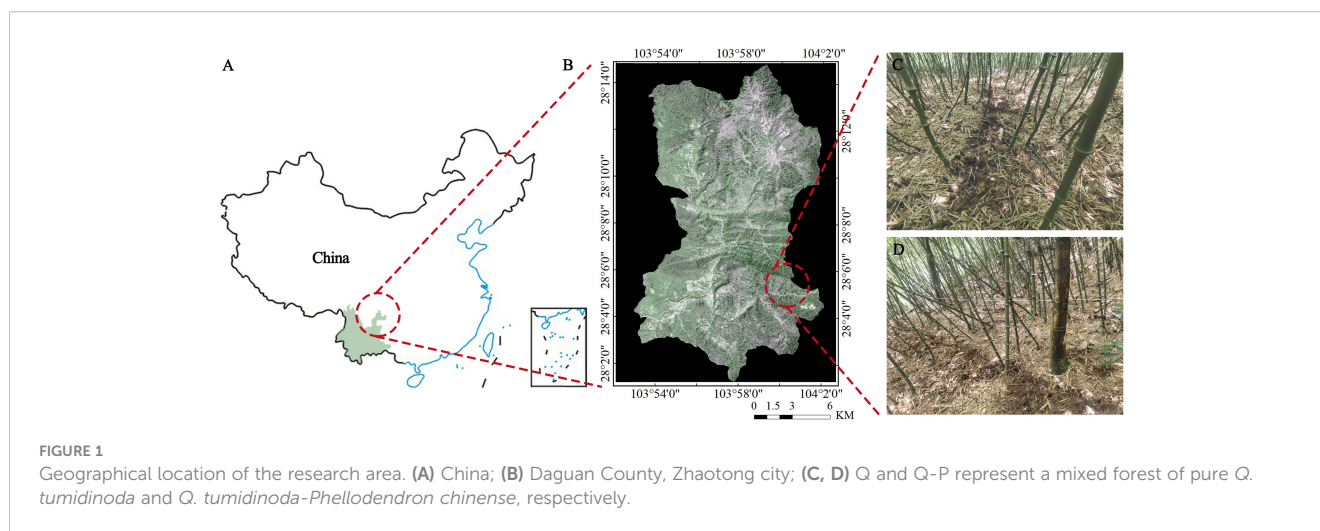 A
B
C
D
China
103°54'0" 103°58'0" 104°2'0"
28°14'0"
28°10'0"
28°8'0"
28°6'0"
28°4'0"
28°2'0"
28°12'0"
28°8'0"
28°6'0"
28°4'0"
103°54'0" 103°58'0" 104°2'0"
0 1.5 3 6
KM
FIGURE 1
Geographical location of the research area. (A) China; (B) Daguan County, Zhaotong city; (C, D) Q and Q-P represent a mixed forest of pure Q.
tumidinoda and Q. tumidinoda-Phellodendron chinense, respectively.